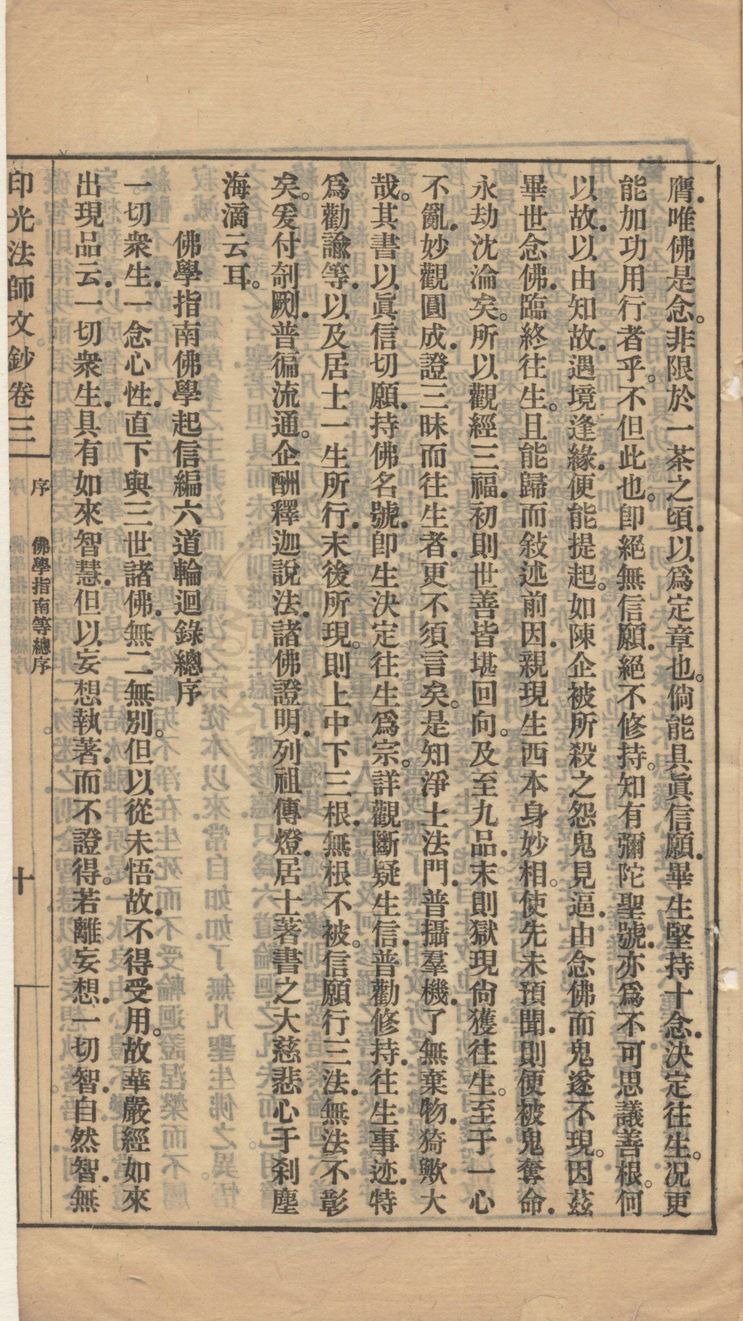 膺唯佛是念。非限於一茶之頃以爲定章也。倘能具眞信願畢生堅持十念決定往生。况更
能加功用行者乎。不但此也。卽絕無信願絕不修持。知有彌陀聖號亦爲不可思議善根。何
以故以由知故遇境逢緣便能提起。如陳企被所殺之怨鬼見逼由念佛而鬼遂不現。因茲
畢世念佛臨終往生。且能歸而敍述前因親現生西本身妙相。使先未預聞則便被鬼奪命
永劫沈淪矣。所以觀經三福初則世善皆堪回向。及至九品末則獄現尙獲往生。至于一心
不亂妙觀圓成證三昧而往生者更不須言矣。是知淨土法門普攝羣機了無棄物猗歟大
哉。其書以眞信切願持佛名號卽生決定往生爲宗。詳觀斷疑生信普勸修持往生事迹特
爲勸諭等以及居士一生所行末後所現則上中下三根無根不被。信願行三法無法不彰
矣。爰付剞劂普徧流通。企酬釋迦說法諸佛證明列祖傳燈居士著書之大慈悲心于刹塵
海滴云耳。
佛學指南佛學起信編六道輪迴錄總序
一切衆生一念心性直下與三世諸佛無二無別。但以從未悟故不得受用。故華嚴經如來
出現品云一切衆生具有如來智慧但以妄想執著而不證得。若離妄想一切智自然智無
印光法師文鈔卷三 序 佛學指南等總序 十